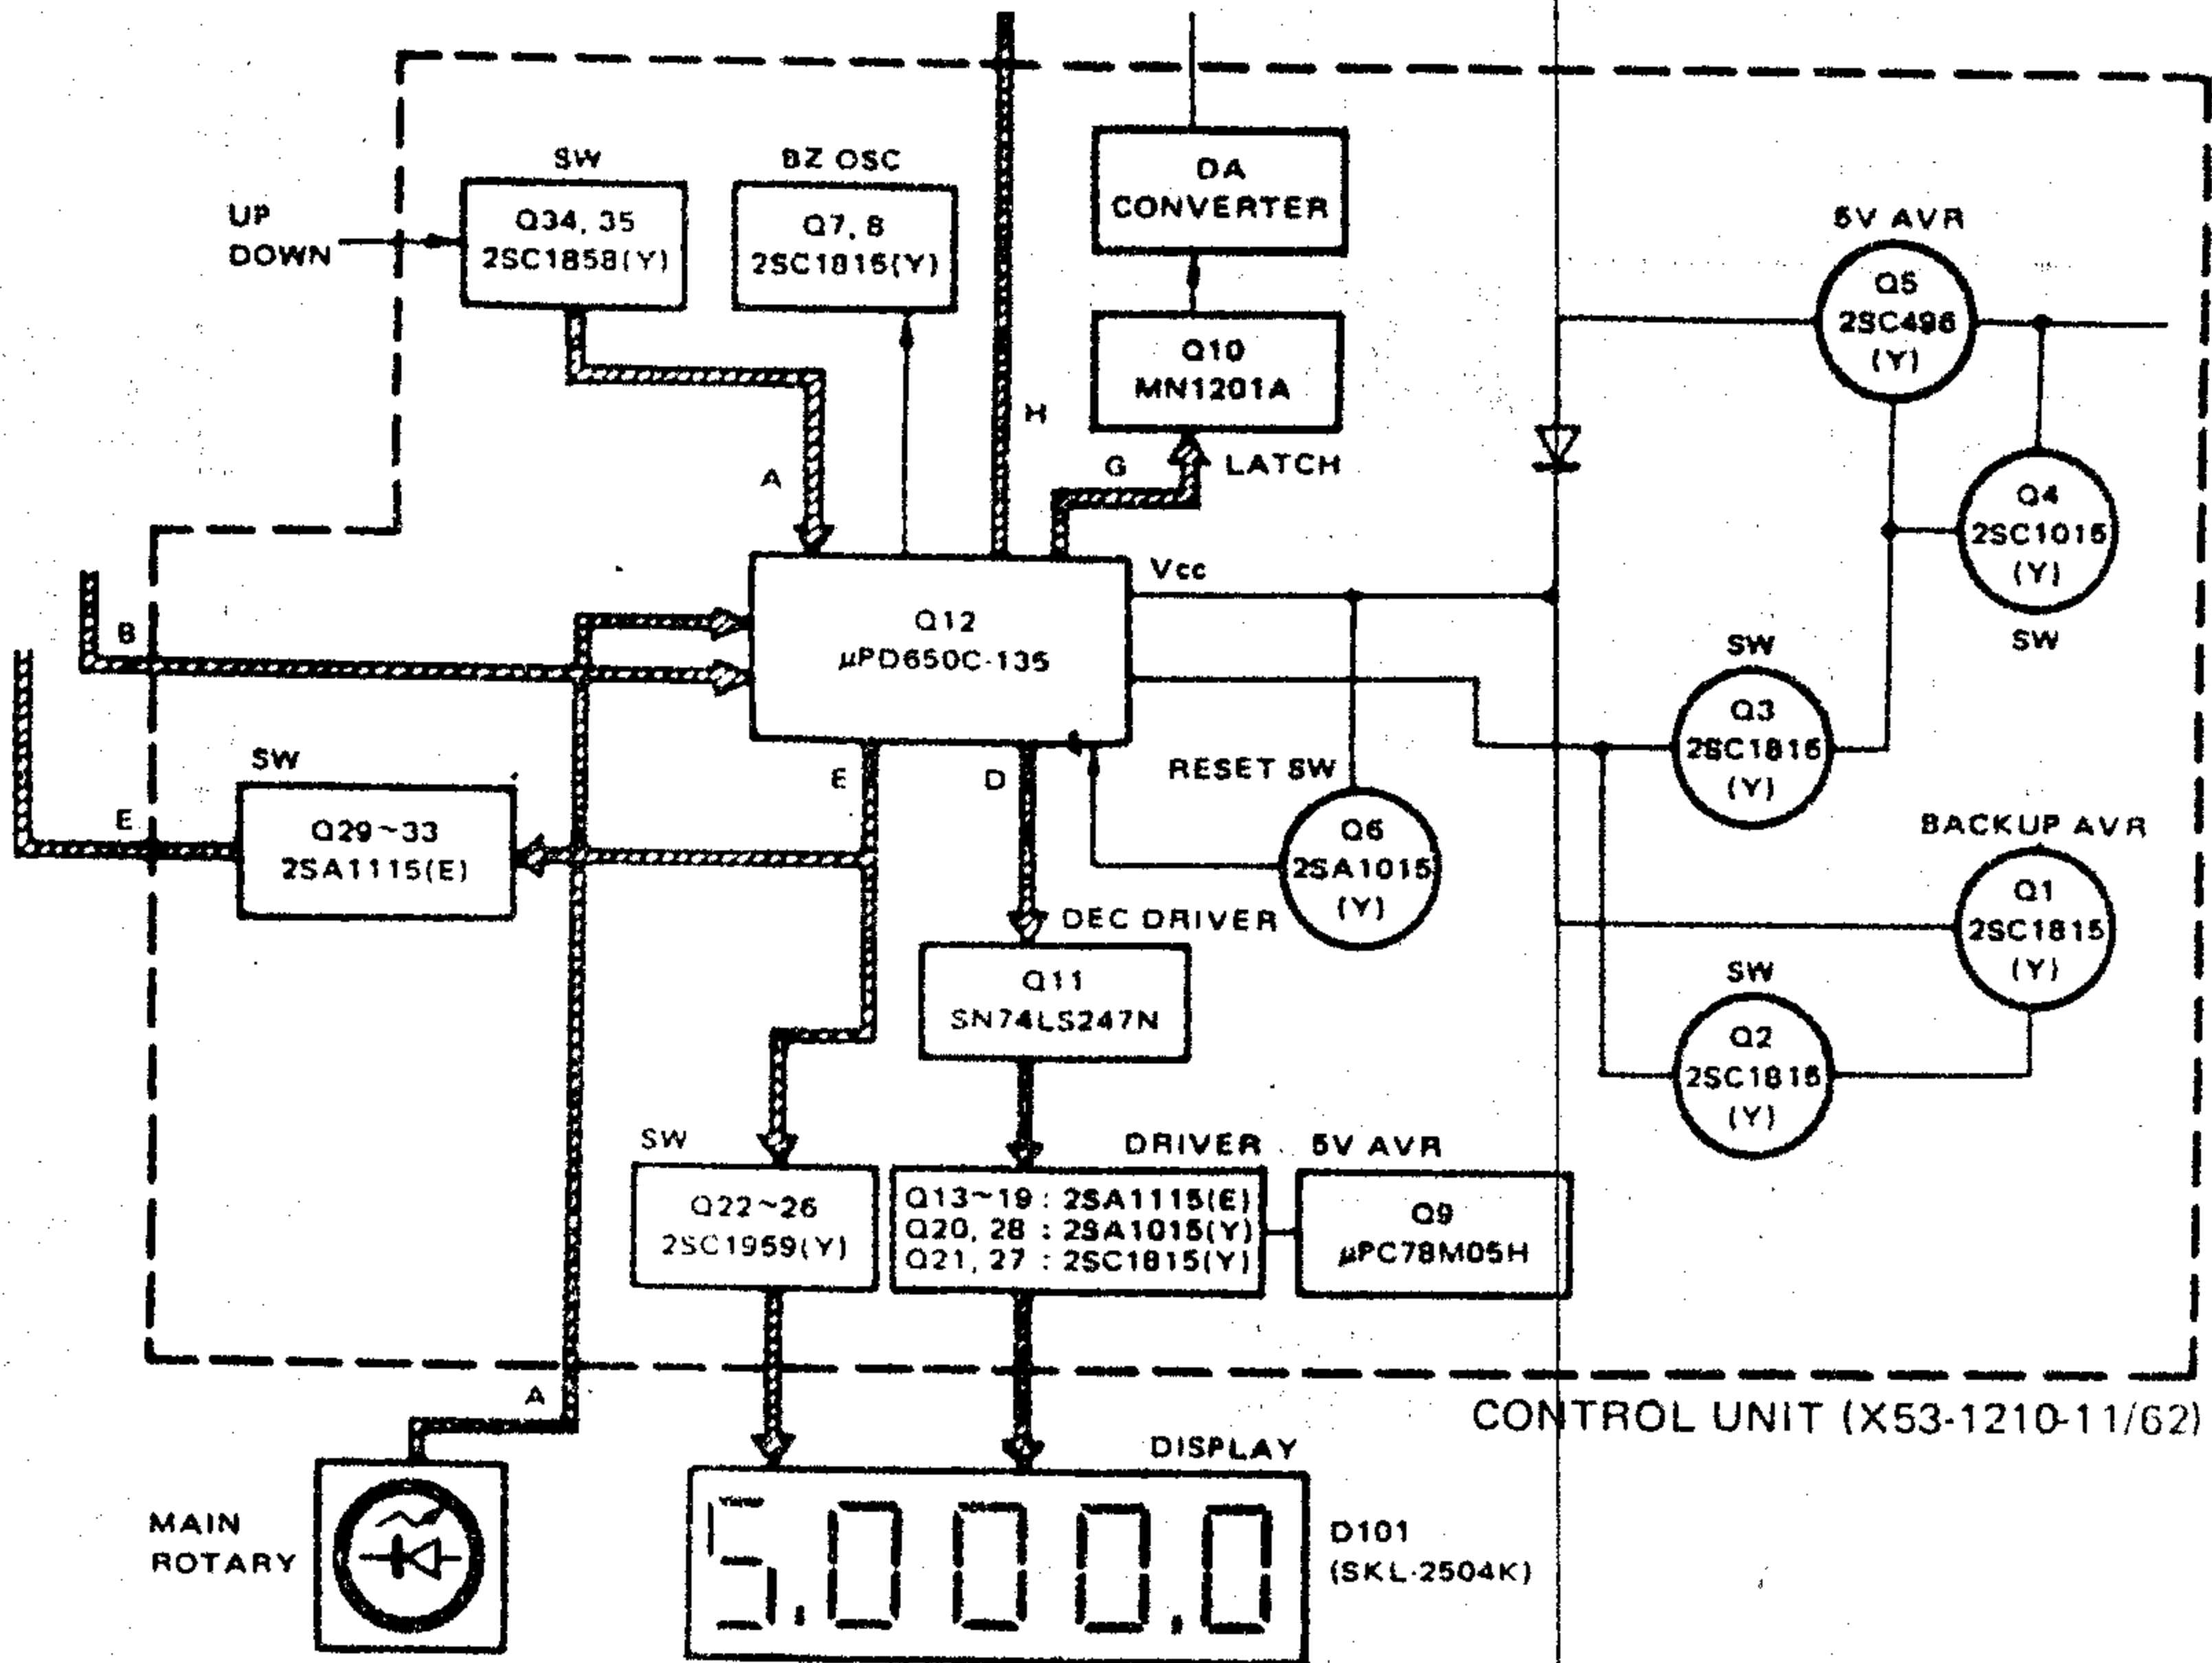 SW
BZ OSC
DA
CONVERTER
UP
DOWN
Q34, 35
2SC1858(Y)
Q7, 8
2SC1815(Y)
5V AVR
Q5
2SC496
(Y)
Q10
MN1201A
H
A
G
LATCH
Q4
2SC1015
(Y)
SW
Vcc
Q12
µPD650C-135
B
SW
Q3
2SC1815
(Y)
SW
E
Q29~33
2SA1115(E)
E
D
RESET SW
Q6
2SA1015
(Y)
BACKUP AVR
Q1
2SC1815
(Y)
DEC DRIVER
Q11
SN74LS247N
SW
Q2
2SC1815
(Y)
SW
DRIVER
5V AVR
Q22~26
2SC1959(Y)
Q13~19 : 2SA1115(E)
Q20, 28 : 2SA1015(Y)
Q21, 27 : 2SC1815(Y)
Q9
µPC78M05H
A
CONTROL UNIT (X53-1210-11/62)
DISPLAY
MAIN
ROTARY
5.000.0
D101
(SKL-2504K)